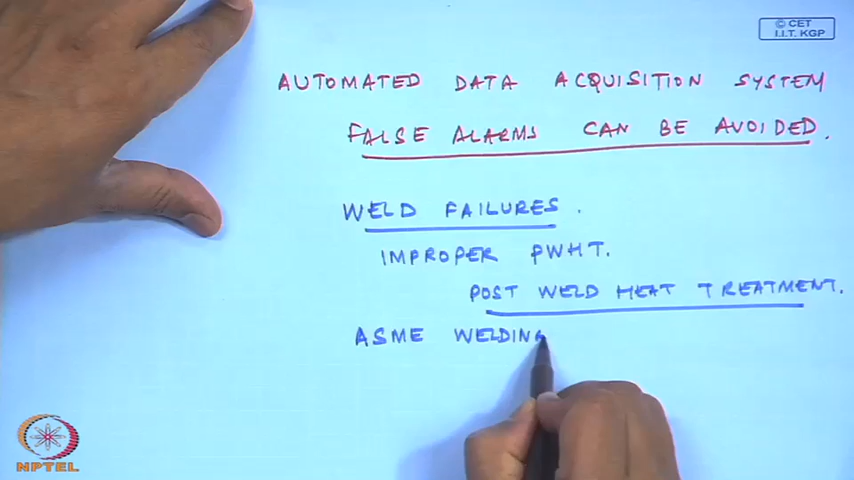 © CET
I.I.T. KGP
AUTOMATED DATA ACQUISITION SYSTEM
FALSE ALARMS CAN BE AVOIDED.
WELD FAILURES.
IMPROPER PWHT.
POST WELD HEAT TREATMENT.
ASME WELDING
NPTEL